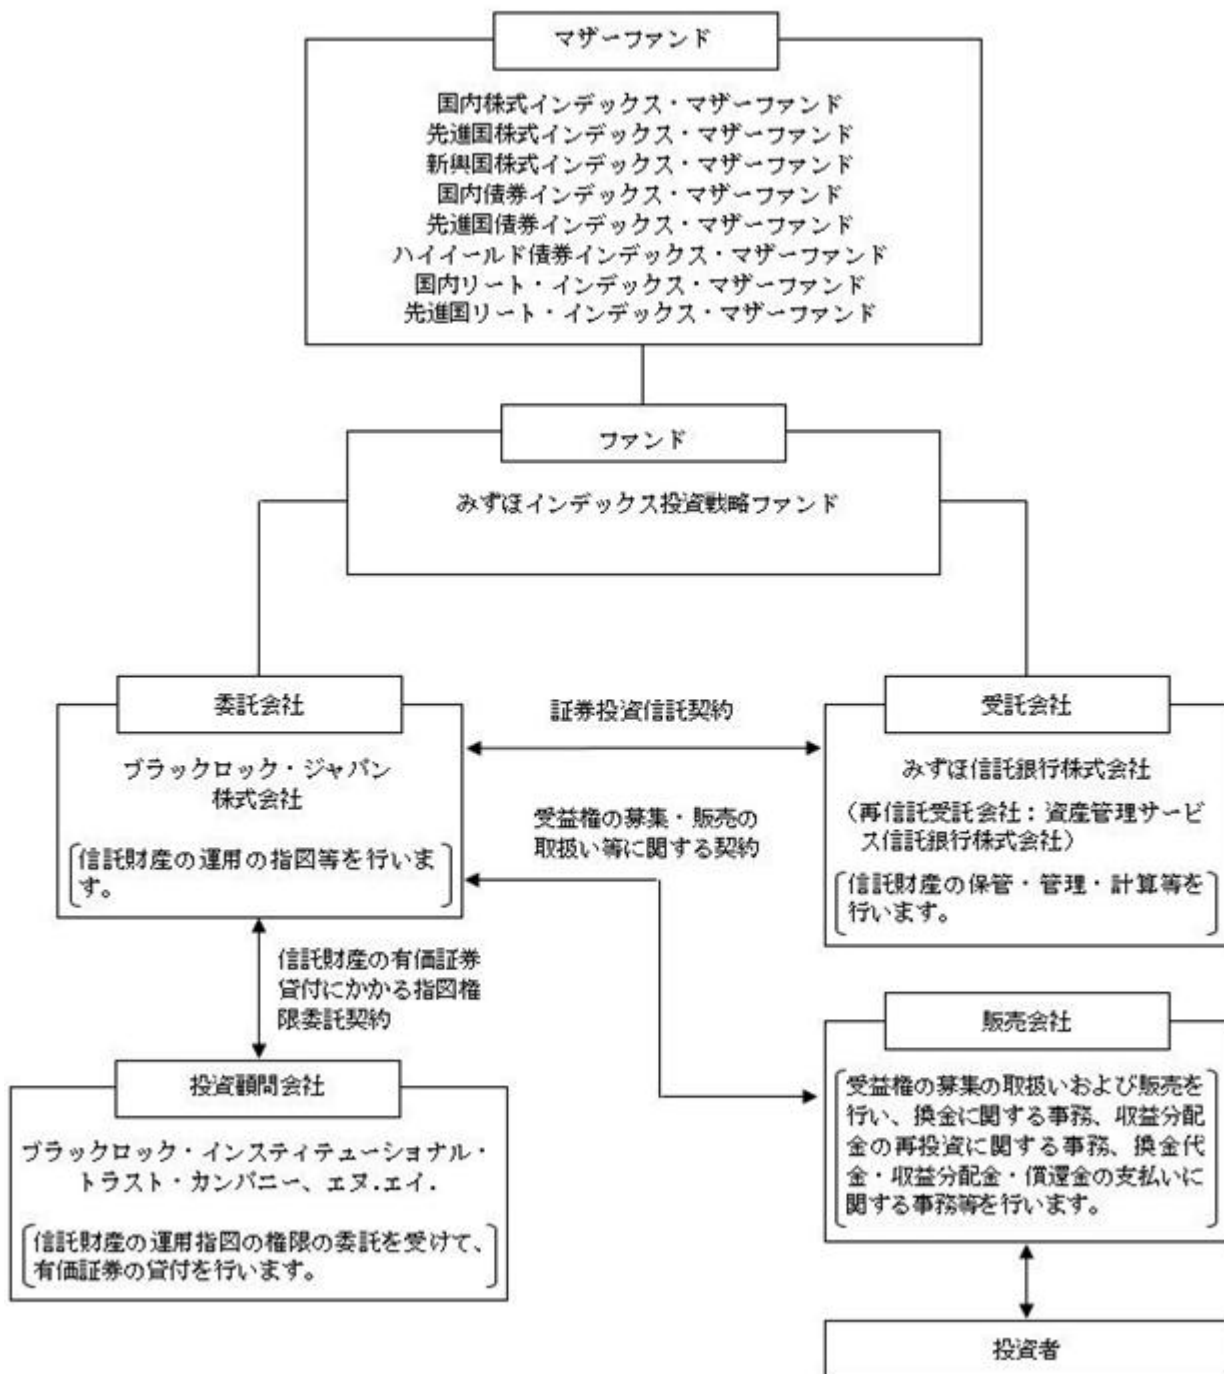 マザーファンド
国内株式インデックス・マザーファンド
先進国株式インデックス・マザーファンド
新興国株式インデックス・マザーファンド
国内債券インデックス・マザーファンド
先進国債券インデックス・マザーファンド
ハイイールド債券インデックス・マザーファンド
国内リート・インデックス・マザーファンド
先進国リート・インデックス・マザーファンド
ファンド
みずほインデックス投資戦略ファンド
委託会社
ブラックロック・ジャパン
株式会社
信託財産の運用の指図等を行いま
す。
証券投資信託契約
受益権の募集・販売の
取扱い等に関する契約
受託会社
みずほ信託銀行株式会社
（再信託受託会社：資産管理サービ
ス信託銀行株式会社）
信託財産の保管・管理・計算等を
行います。
信託財産の有価証券
貸付にかかる指図権
限委託契約
投資顧問会社
ブラックロック・インスティテューショナル・
トラスト・カンパニー、エヌ.エイ.
信託財産の運用指図の権限の委託を受けて、
有価証券の貸付を行います。
販売会社
受益権の募集の取扱いおよび販売を
行い、換金に関する事務、収益分配
金の再投資に関する事務、換金代
金・収益分配金・償還金の支払いに
関する事務等を行います。
投資者